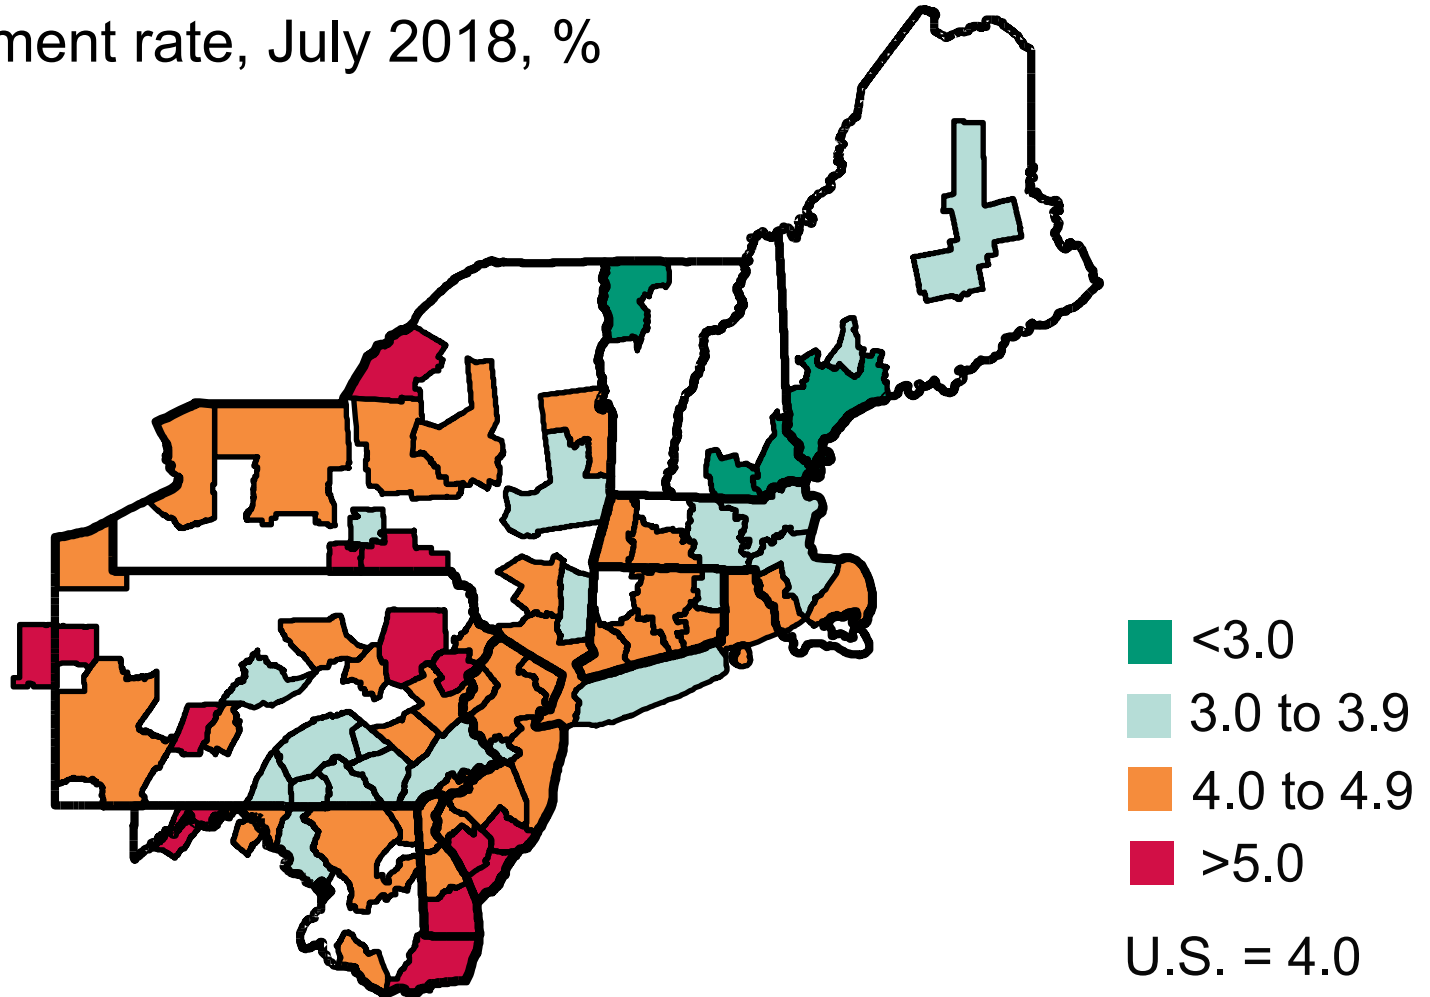 ment rate, July 2018, %
<3.0
3.0 to 3.9
4.0 to 4.9
>5.0
U.S. = 4.0